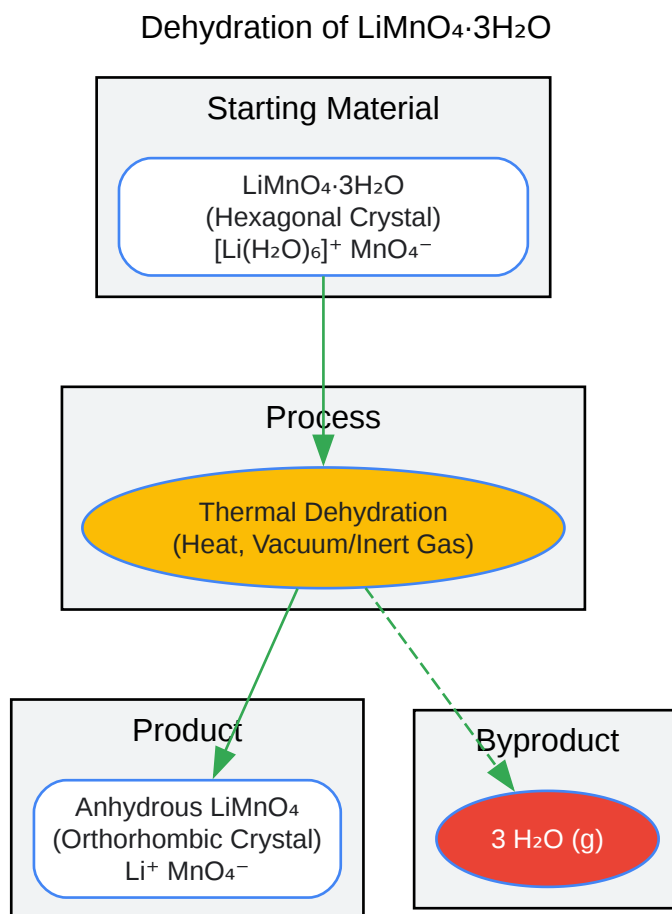 Dehydration of LiMnO₄·3H₂O
Starting Material
LiMnO₄·3H₂O
(Hexagonal Crystal)
[Li(H₂O)₆]⁺ MnO₄⁻
Process
Thermal Dehydration
(Heat, Vacuum/Inert Gas)
Product
Anhydrous LiMnO₄
(Orthorhombic Crystal)
Li⁺ MnO₄⁻
Byproduct
3 H₂O (g)